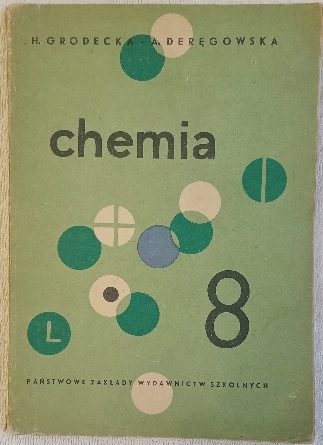 H. GRODECKA - A. DERĘGOWSKA
chemia
8
L
PAŃSTWOWE ZAKŁADY WYDAWNICTW SZKOLNYCH